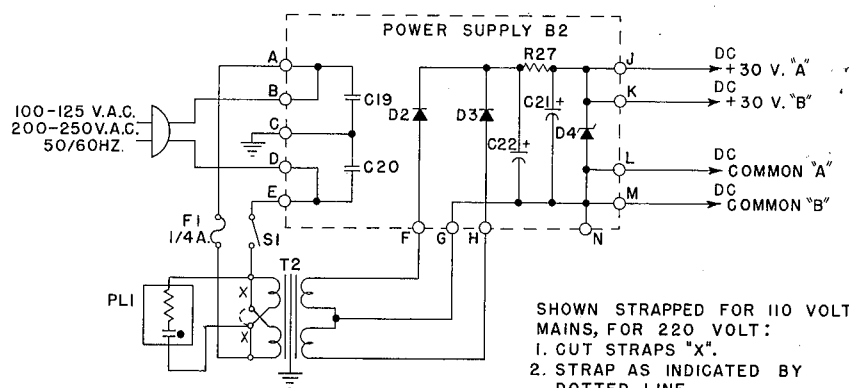 POWER SUPPLY B2
A
B
C
D
E
C19
C20
100-125 V.A.C.
200-250 V.A.C.
50/60HZ.
F1
1/4 A.
S1
PL1
X
X
T2
D2
D3
R27
C21 +
C22 +
D4
F
G
H
N
J
K
L
M
DC
+30 V. "A"
DC
+30 V. "B"
DC
COMMON "A"
DC
COMMON "B"
SHOWN STRAPPED FOR 110 VOLT
MAINS, FOR 220 VOLT:
1. CUT STRAPS "X".
2. STRAP AS INDICATED BY
DOTTED LINE